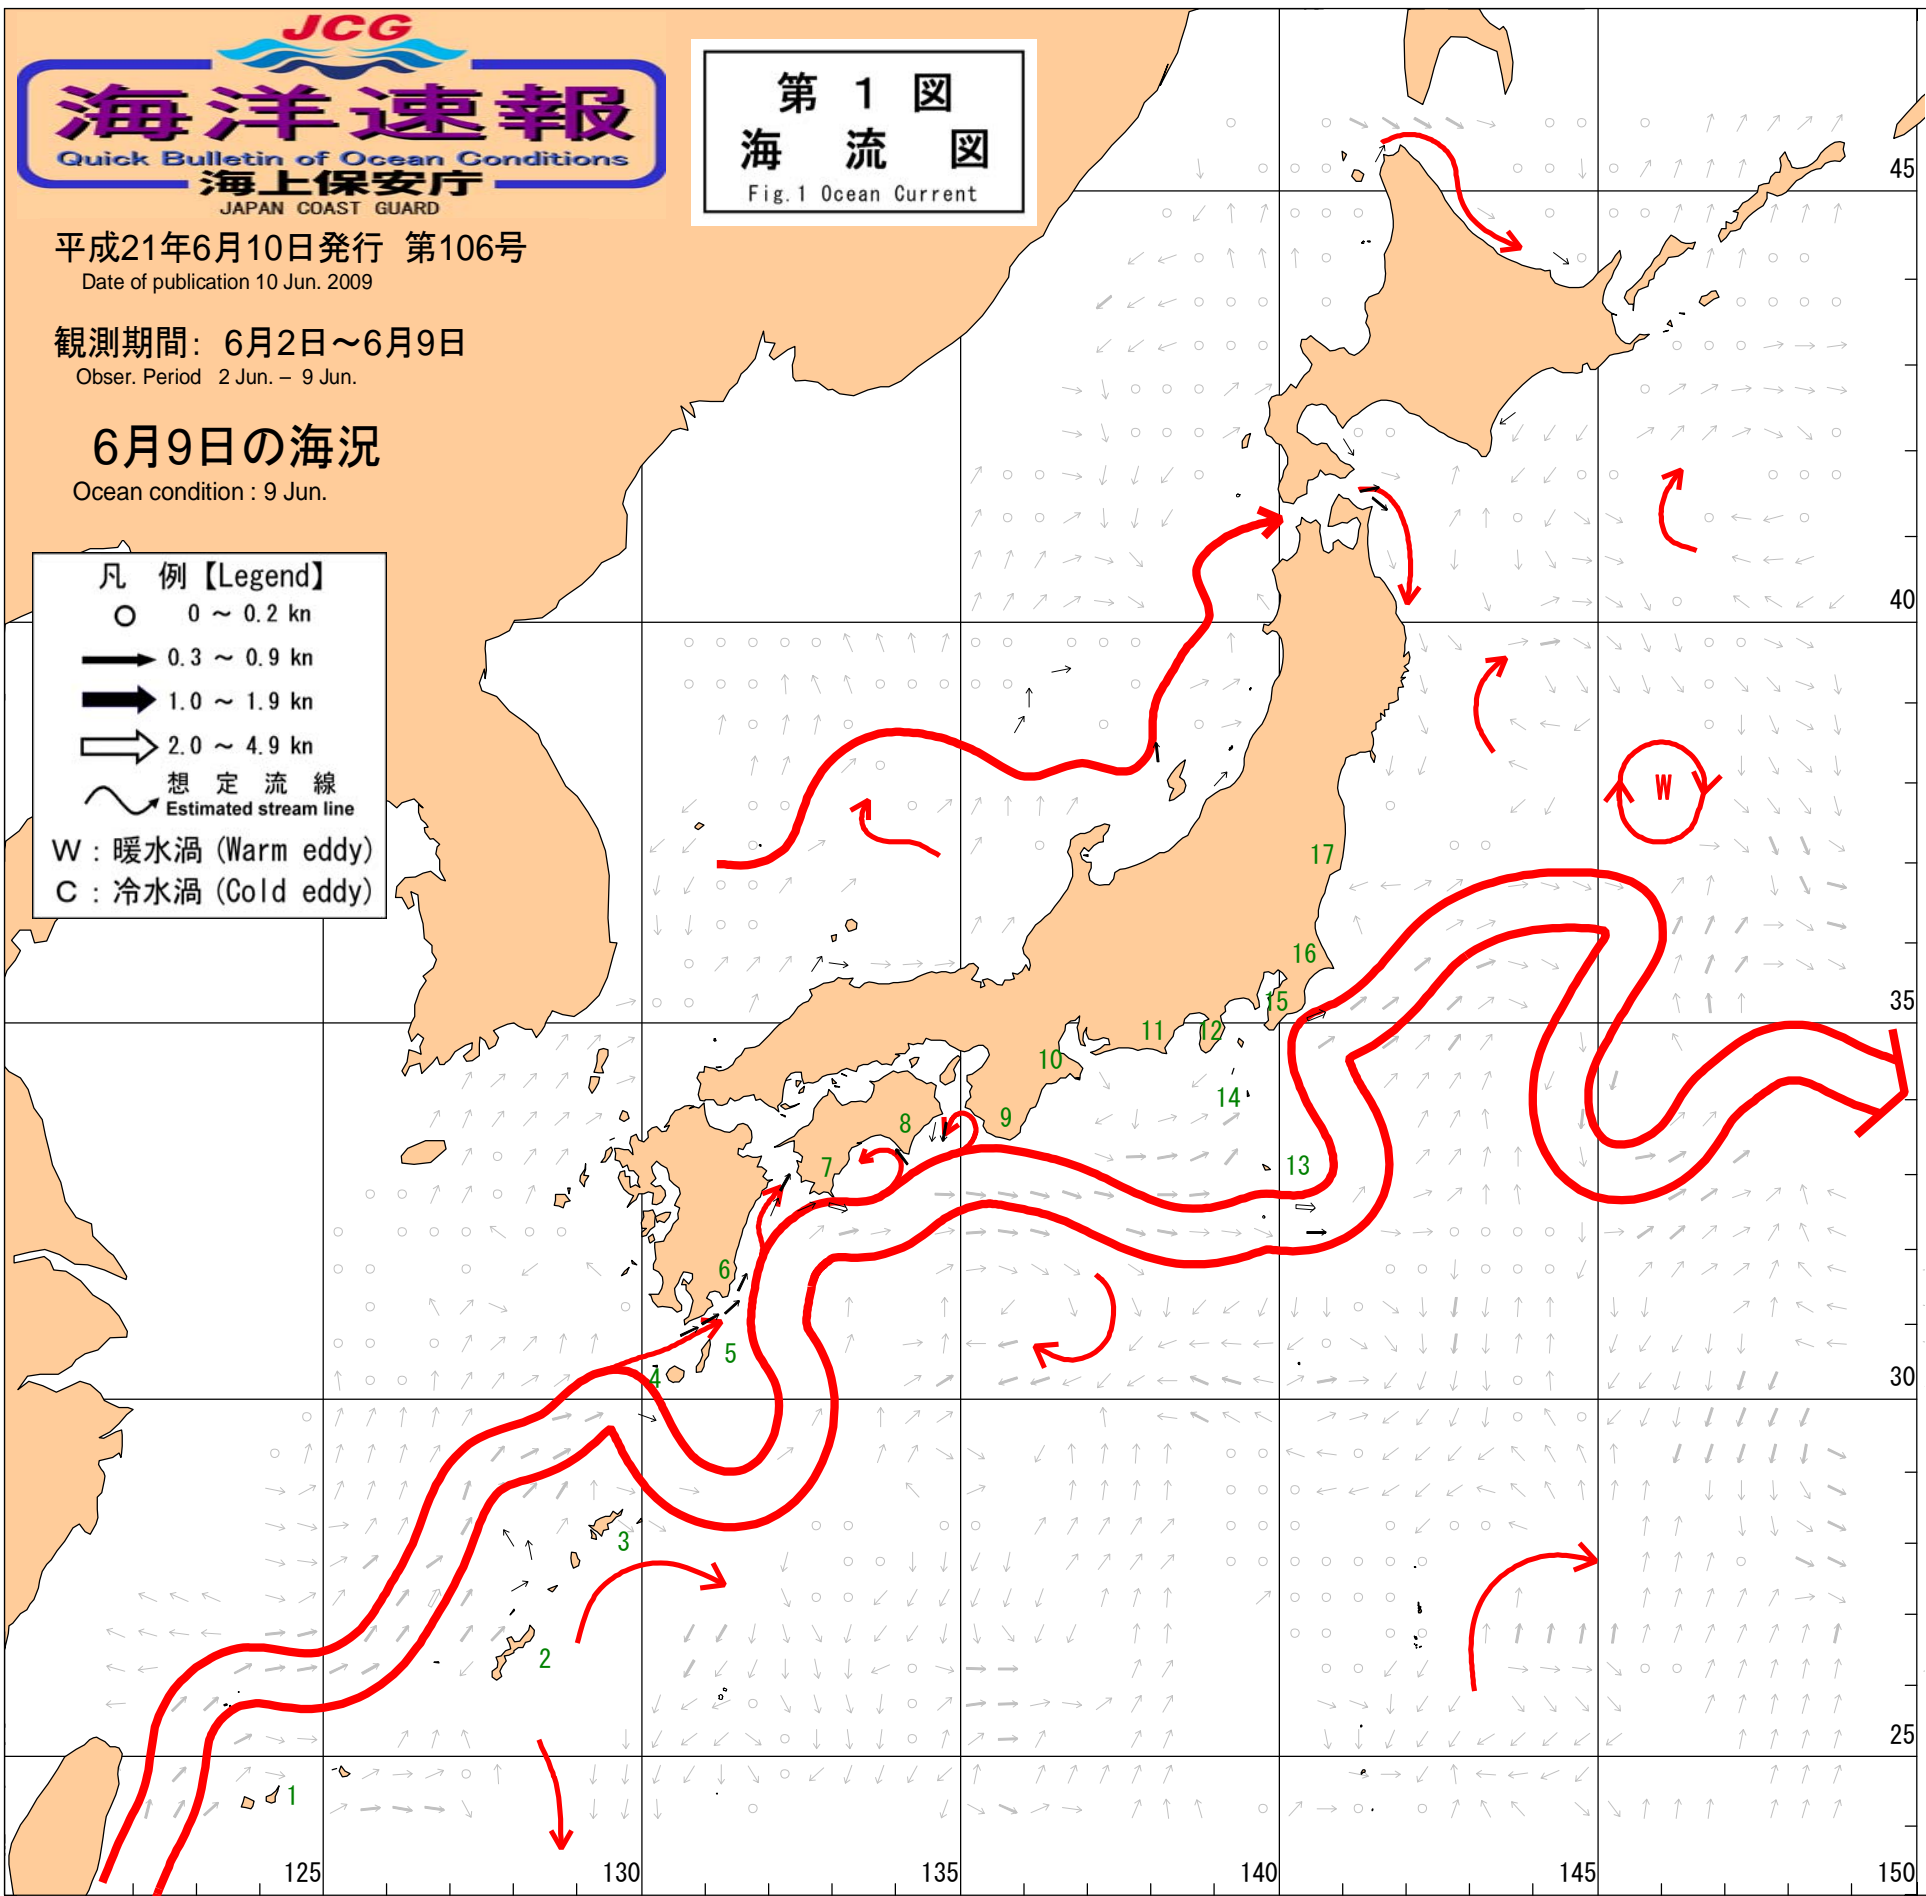 JCG
海洋速報
Quick Bulletin of Ocean Conditions
海上保安庁
JAPAN COAST GUARD
第 1 図
海 流 図
Fig.1 Ocean Current
平成21年6月10日発行 第106号
Date of publication 10 Jun. 2009
観測期間: 6月2日～6月9日
Obser. Period 2 Jun. – 9 Jun.
6月9日の海況
Ocean condition : 9 Jun.
凡 例【Legend】
0 ～ 0.2 kn
0.3 ～ 0.9 kn
1.0 ～ 1.9 kn
2.0 ～ 4.9 kn
想 定 流 線
Estimated stream line
W : 暖水渦 (Warm eddy)
C : 冷水渦 (Cold eddy)
45
40
W
17
16
35
15
11
12
10
14
9
8
7
13
6
5
4
30
3
2
25
1
125
130
135
140
145
150